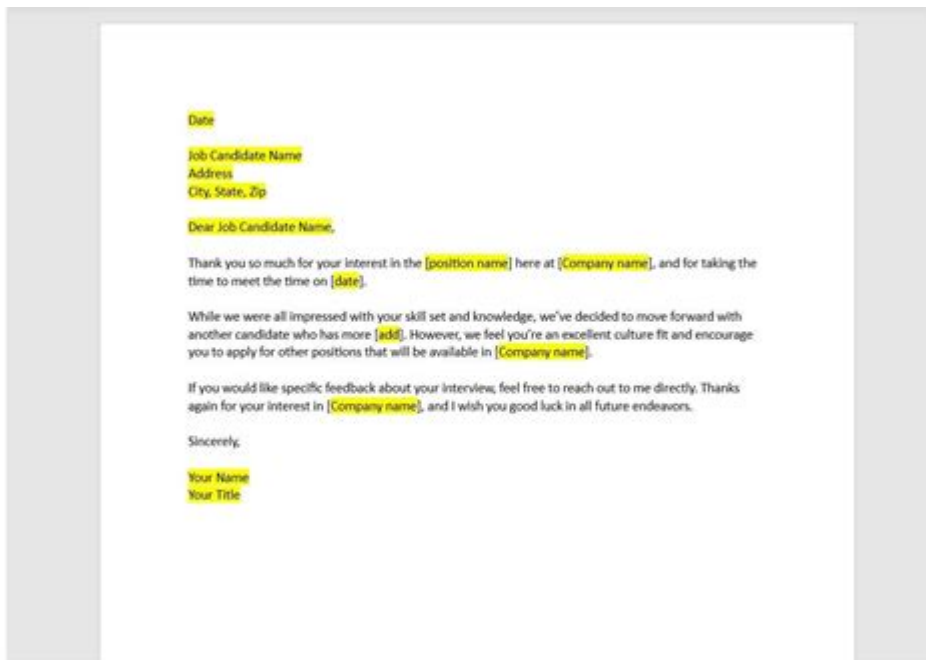 Date
Job Candidate Name
Address
City, State, Zip
Dear Job Candidate Name,
Thank you so much for your interest in the [position name] here at [Company name], and for taking the
time to meet the time on [date].
While we were all impressed with your skill set and knowledge, we've decided to move forward with
another candidate who has more [add]. However, we feel you're an excellent culture fit and encourage
you to apply for other positions that will be available in [Company name].
If you would like specific feedback about your interview, feel free to reach out to me directly. Thanks
again for your interest in [Company name], and I wish you good luck in all future endeavors.
Sincerely,
Your Name
Your Title